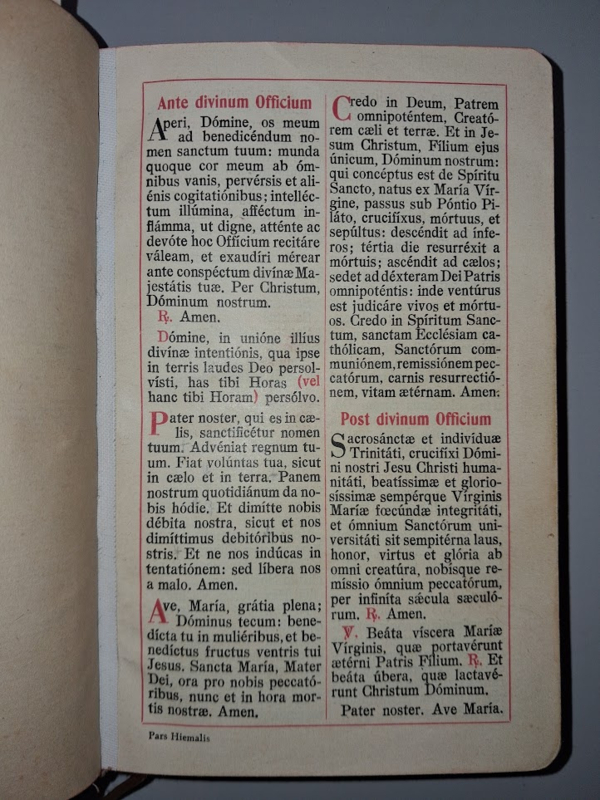 Ante divinum Officium
Aperi, Dómine, os meum
ad benedicéndum no-
men sanctum tuum: munda
quoque cor meum ab óm-
nibus vanis, pervérsis et ali-
énis cogitatiónibus; intelléc-
tum illúmina, afféctum in-
flámma, ut digne, atténte ac
devóte hoc Offícium recitáre
váleam, et exaudíri mérear
ante conspéctum divínæ Ma-
jestátis tuæ. Per Christum,
Dóminum nostrum.
℟. Amen.
Dómine, in unióne illíus
divínæ intentiónis, qua ipse
in terris laudes Deo persol-
vísti, has tibi Horas (vel
hanc tibi Horam) persólvo.
Pater noster, qui es in cæ-
lis, sanctificétur nomen
tuum. Advéniat regnum tu-
um. Fiat volúntas tua, sicut
in cælo et in terra. Panem
nostrum quotidiánum da no-
bis hódie. Et dimítte nobis
débita nostra, sicut et nos
dimíttimus debitóribus no-
stris. Et ne nos indúcas in
tentatiónem: sed líbera nos
a malo. Amen.
Ave, María, grátia plena;
Dóminus tecum: bene-
dícta tu in muliéribus, et be-
nedíctus fructus ventris tui
Jesus. Sancta María, Mater
Dei, ora pro nobis peccató-
ribus, nunc et in hora mor-
tis nostræ. Amen.
Credo in Deum, Patrem
omnipoténtem, Creató-
rem cæli et terræ. Et in Je-
sum Christum, Fílium ejus
únicum, Dóminum nostrum:
qui concéptus est de Spíritu
Sancto, natus ex María Vír-
gine, passus sub Póntio Pi-
láto, crucifíxus, mórtuus, et
sepúltus: descéndit ad ínfe-
ros; tértia die resurréxit a
mórtuis; ascéndit ad cælos;
sedet ad déxteram Dei Patris
omnipoténtis: inde ventúrus
est judicáre vivos et mórtu-
os. Credo in Spíritum Sanc-
tum, sanctam Ecclésiam ca-
thólicam, Sanctórum com-
muniónem, remissiónem pec-
catórum, carnis resurrectió-
nem, vitam ætérnam. Amen.
Post divinum Officium
Sacrosánctæ et indivíduæ
Trinitáti, crucifíxi Dómi-
ni nostri Jesu Christi huma-
nitáti, beatíssimæ et glorio-
síssimæ sempérque Vírginis
Maríæ fœcúndæ integritáti,
et ómnium Sanctórum uni-
versitáti sit sempitérna laus,
honor, virtus et glória ab
omni creatúra, nobísque re-
míssio ómnium peccatórum,
per infiníta sǽcula sæculó-
rum. ℟. Amen.
℣. Beáta víscera Maríæ
Vírginis, quæ portavérunt
ætérni Patris Fílium. ℟. Et
beáta úbera, quæ lactavé-
runt Christum Dóminum.
Pater noster. Ave María.
Pars Hiemalis